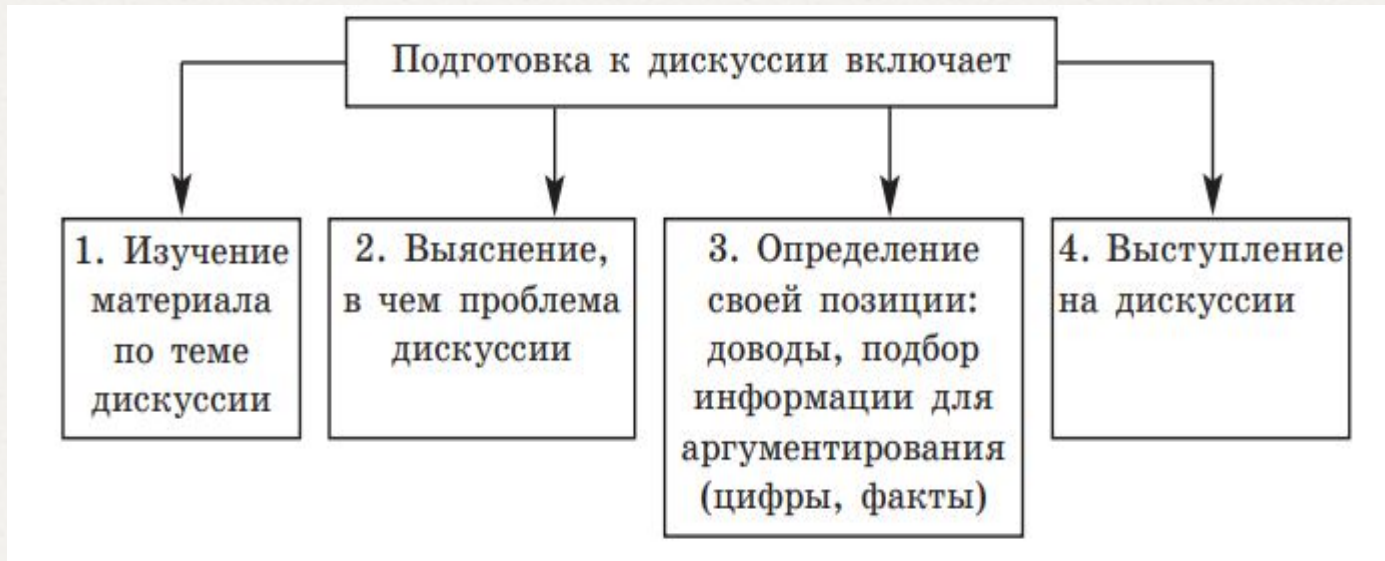 Подготовка к дискуссии включает
1. Изучение
материала
по теме
дискуссии
2. Выяснение,
в чем проблема
дискуссии
3. Определение
своей позиции:
доводы, подбор
информации для
аргументирования
(цифры, факты)
4. Выступление
на дискуссии